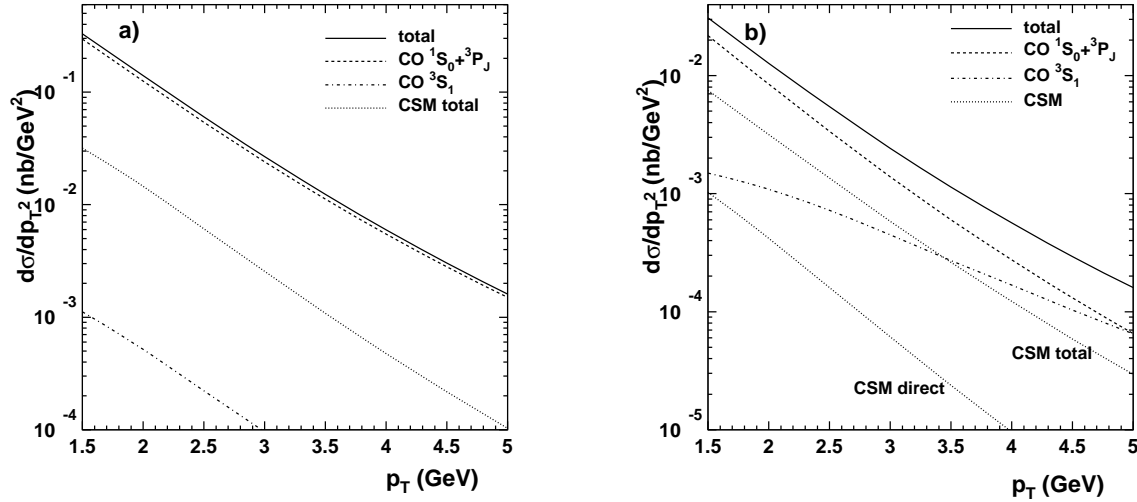 a)
total
CO ¹S₀+³P_J
CO ³S₁
CSM total
dσ/dp_T² (nb/GeV²)
10⁻¹
10⁻²
10⁻³
10⁻⁴
1.5 2 2.5 3 3.5 4 4.5 5
p_T (GeV)
b)
total
CO ¹S₀+³P_J
CO ³S₁
CSM
dσ/dp_T² (nb/GeV²)
10⁻²
10⁻³
10⁻⁴
10⁻⁵
CSM total
CSM direct
1.5 2 2.5 3 3.5 4 4.5 5
p_T (GeV)